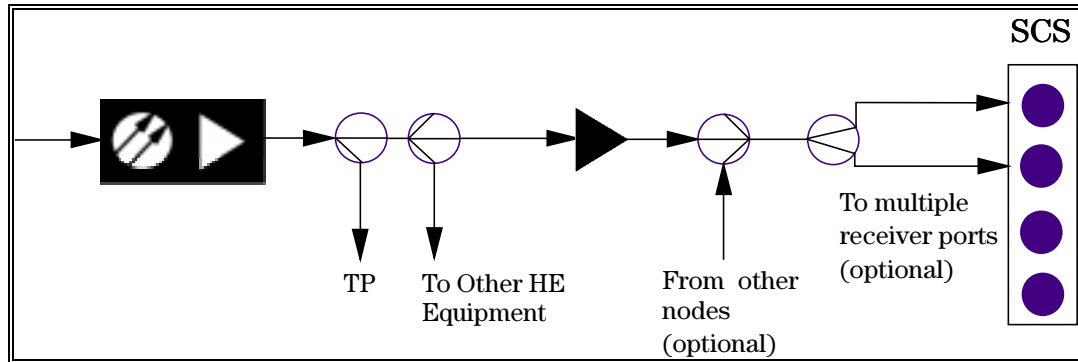 SCS
To multiple
receiver ports
(optional)
TP
To Other HE
Equipment
From other
nodes
(optional)